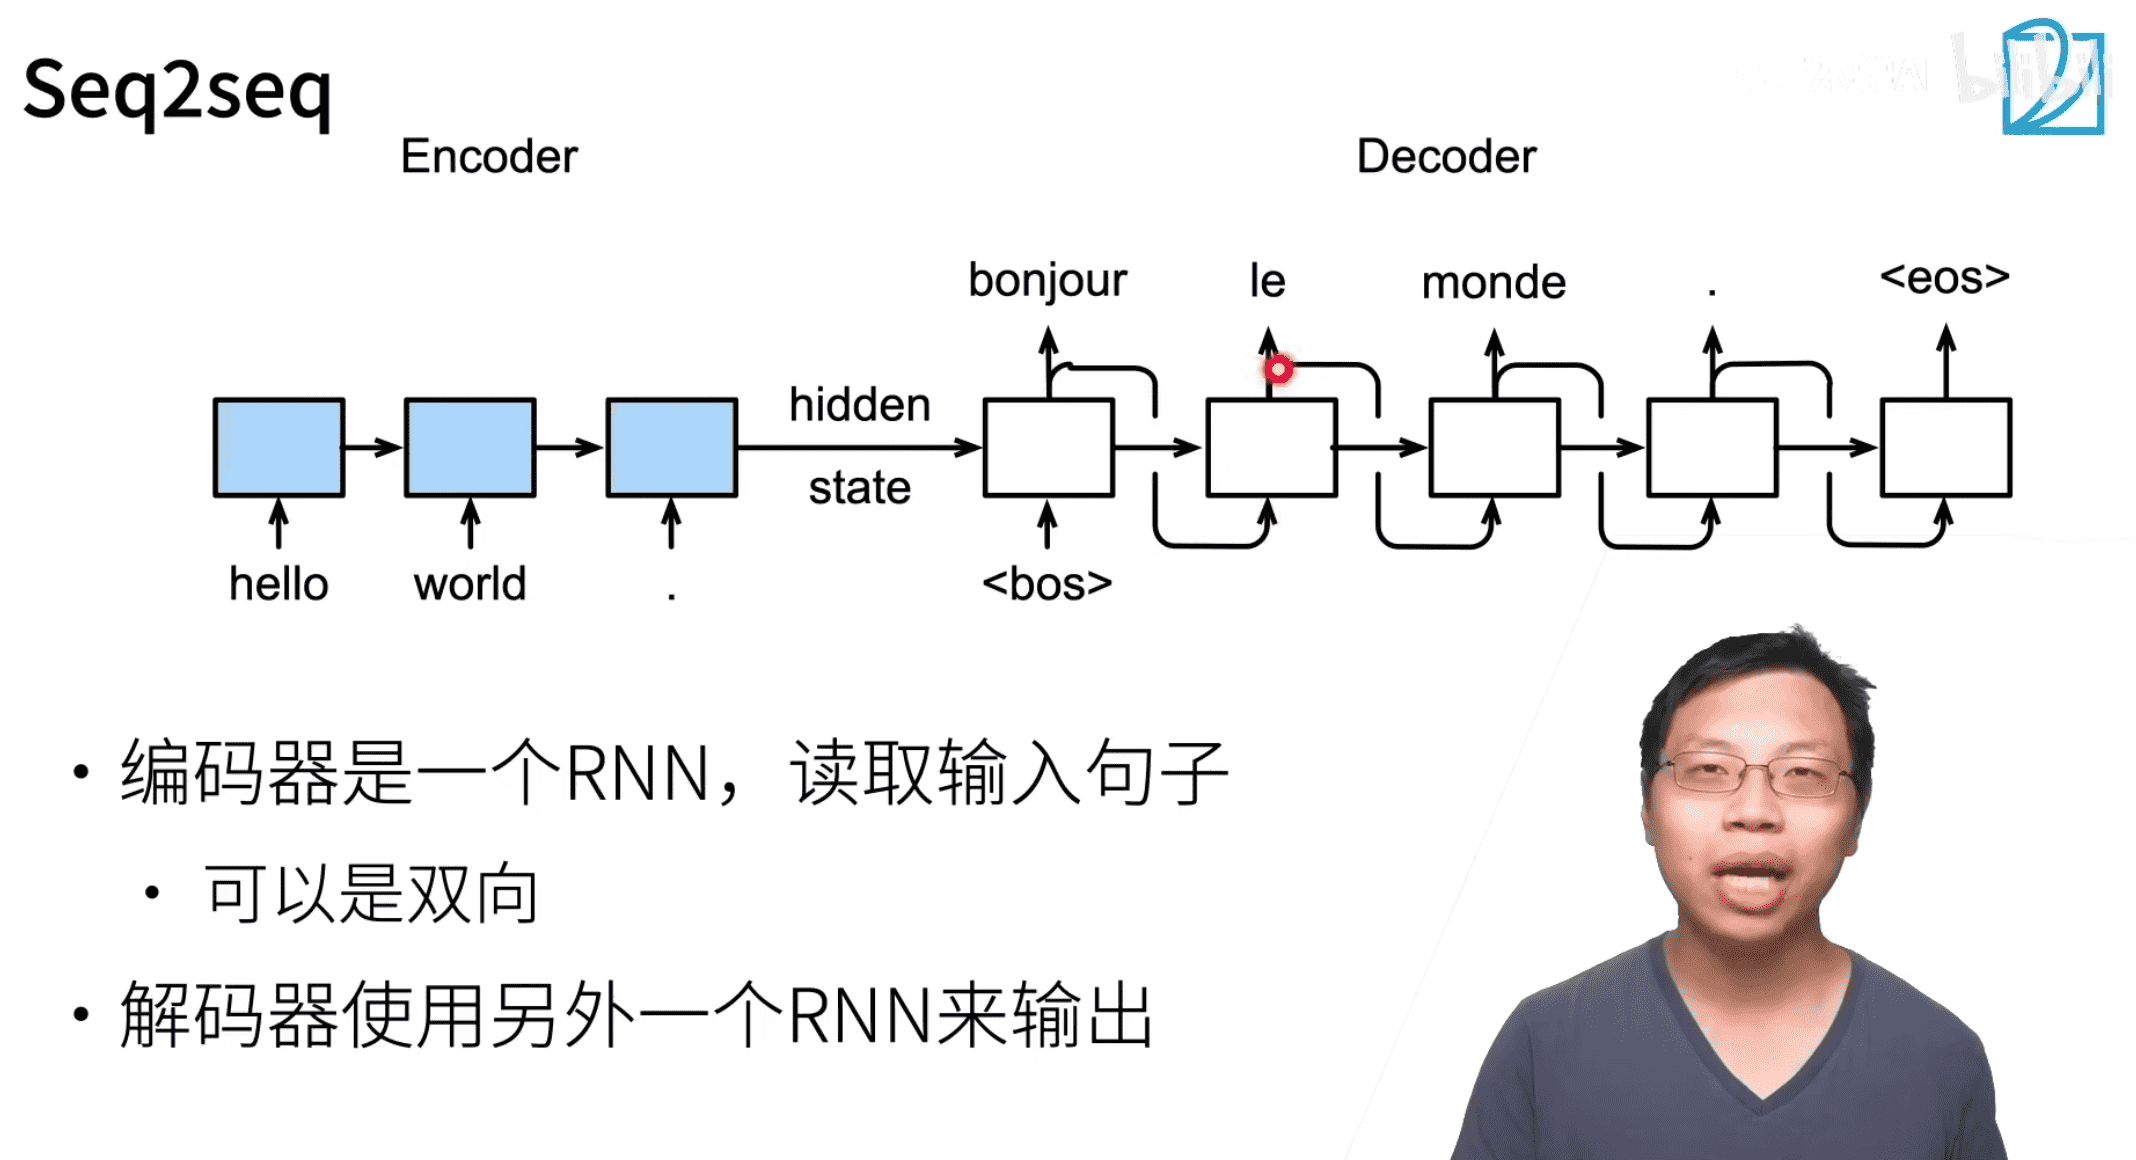 Seq2seq
Encoder
Decoder
bonjour le monde . <eos>
hidden
state
hello world . <bos>
• 编码器是一个RNN，读取输入句子
• 可以是双向
• 解码器使用另外一个RNN来输出
bilibili